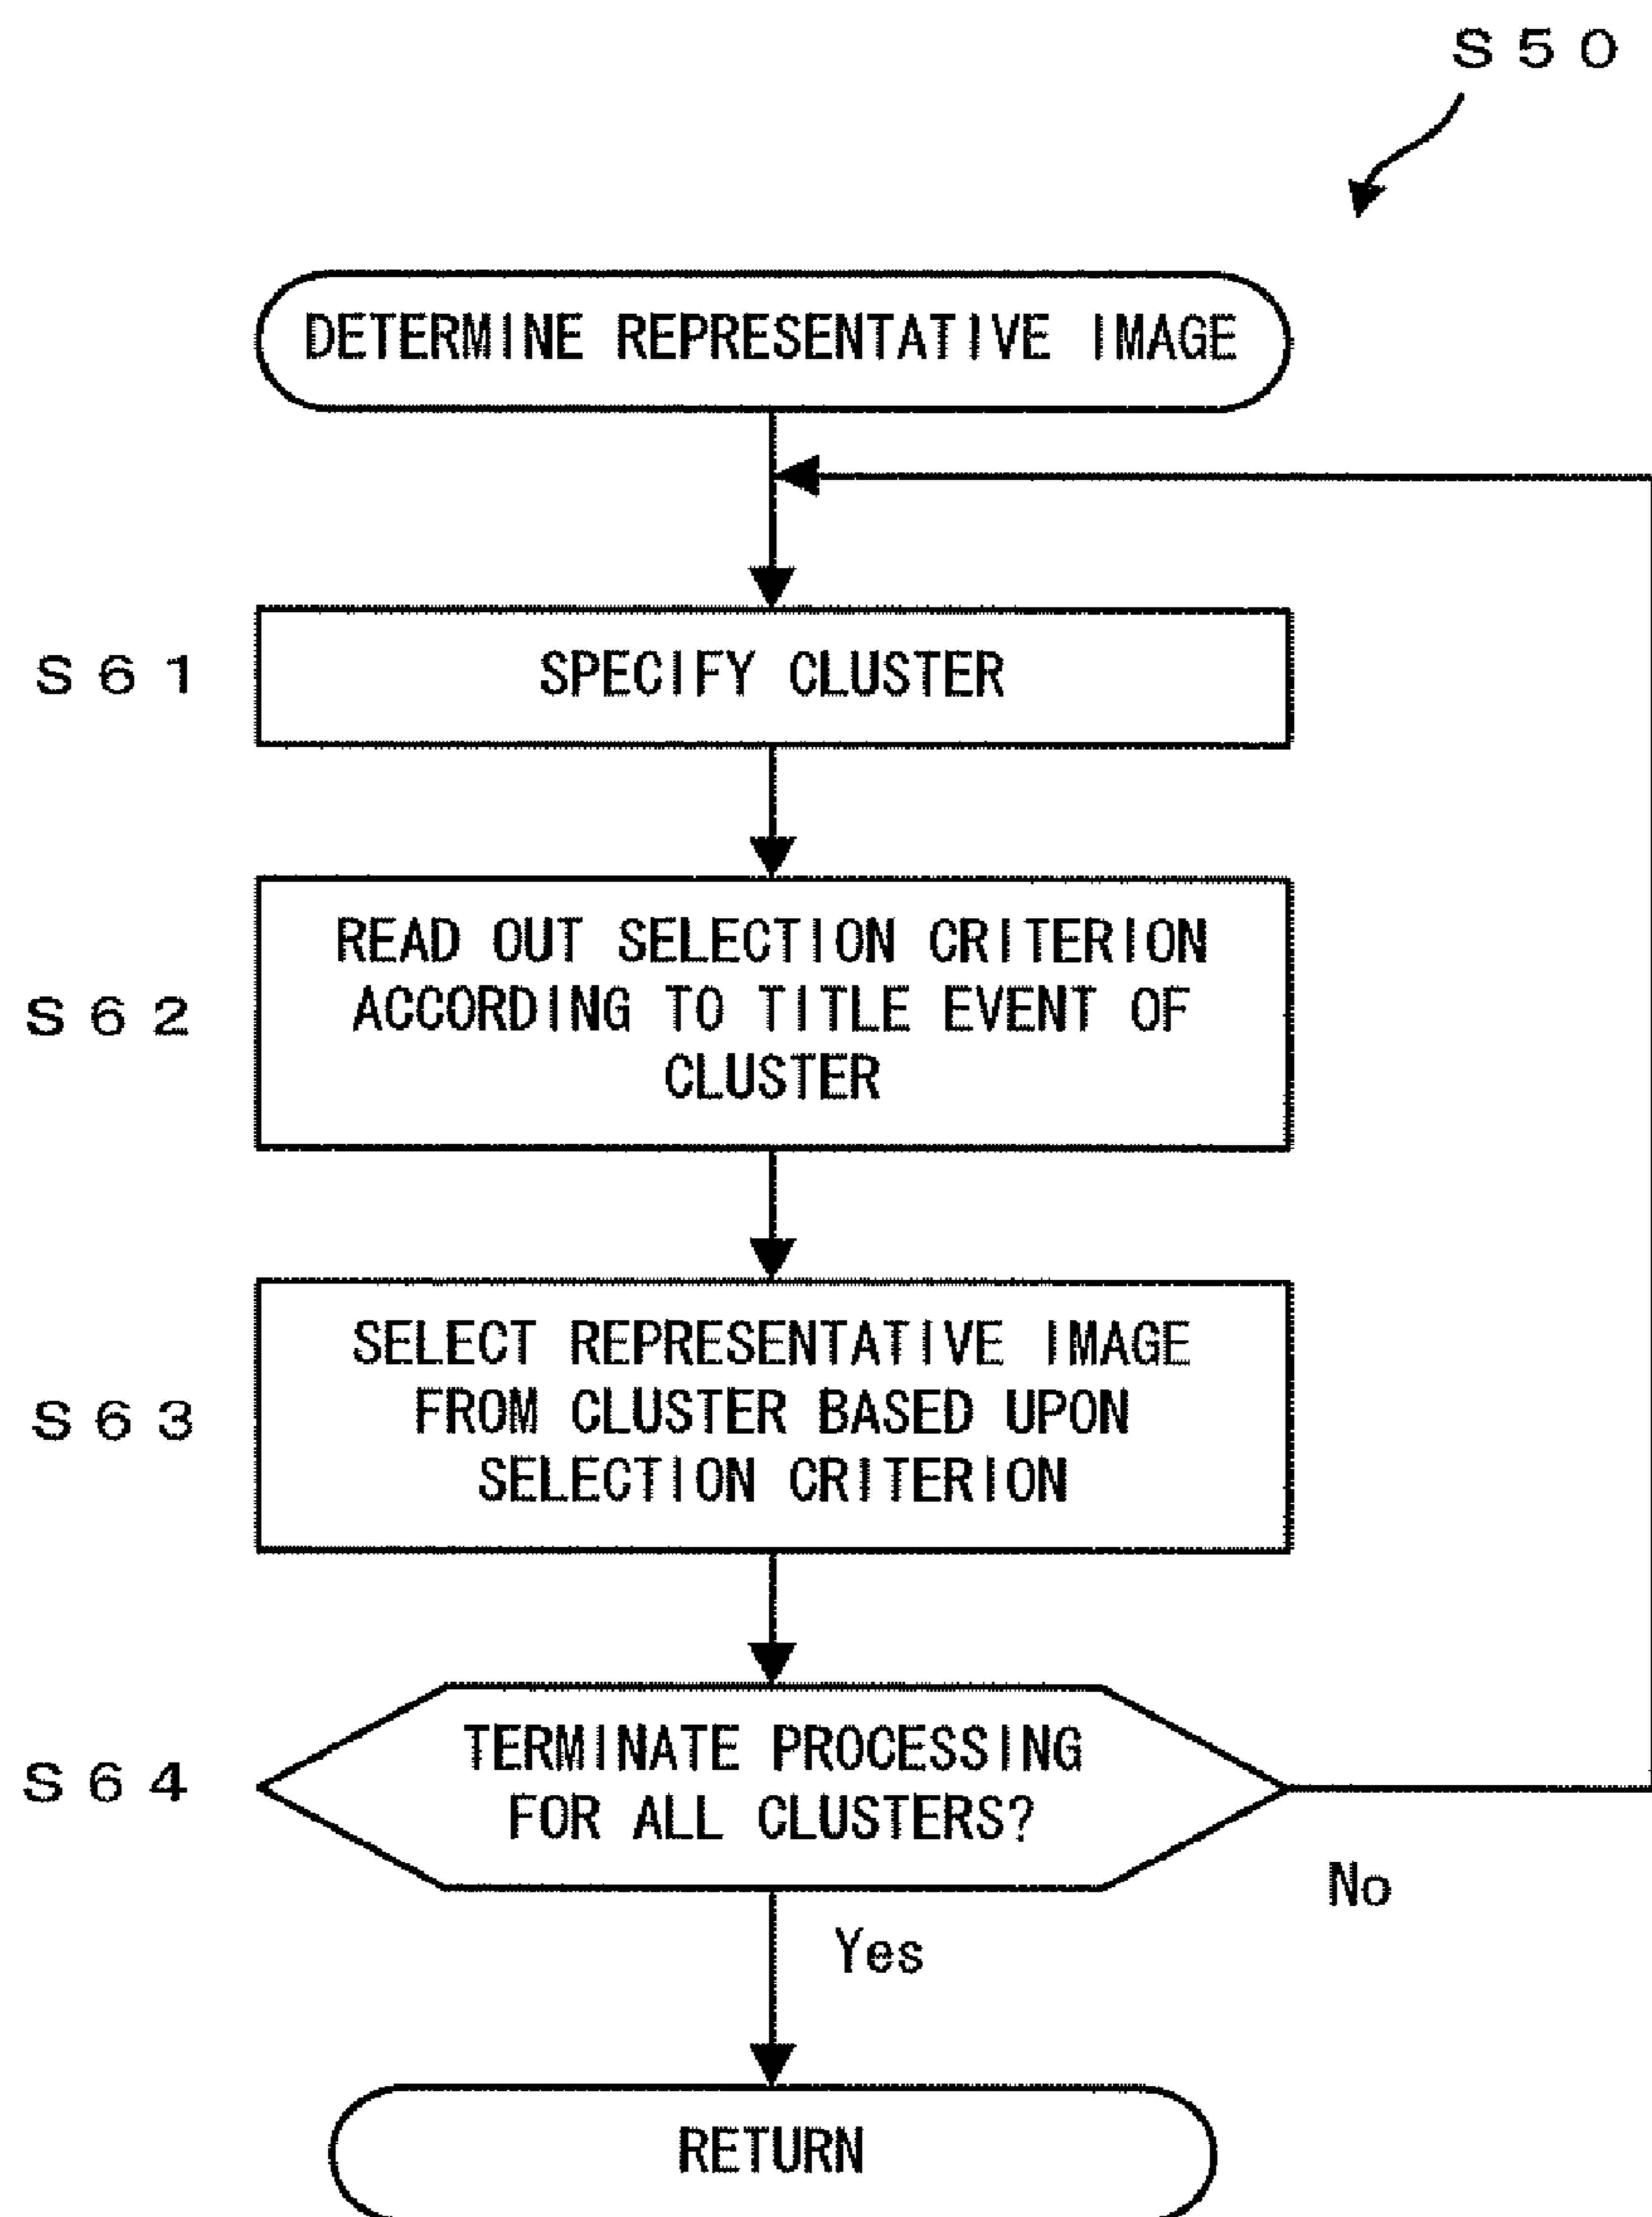 S50
DETERMINE REPRESENTATIVE IMAGE
S61
SPECIFY CLUSTER
S62
READ OUT SELECTION CRITERION
ACCORDING TO TITLE EVENT OF
CLUSTER
S63
SELECT REPRESENTATIVE IMAGE
FROM CLUSTER BASED UPON
SELECTION CRITERION
S64
TERMINATE PROCESSING
FOR ALL CLUSTERS?
No
Yes
RETURN